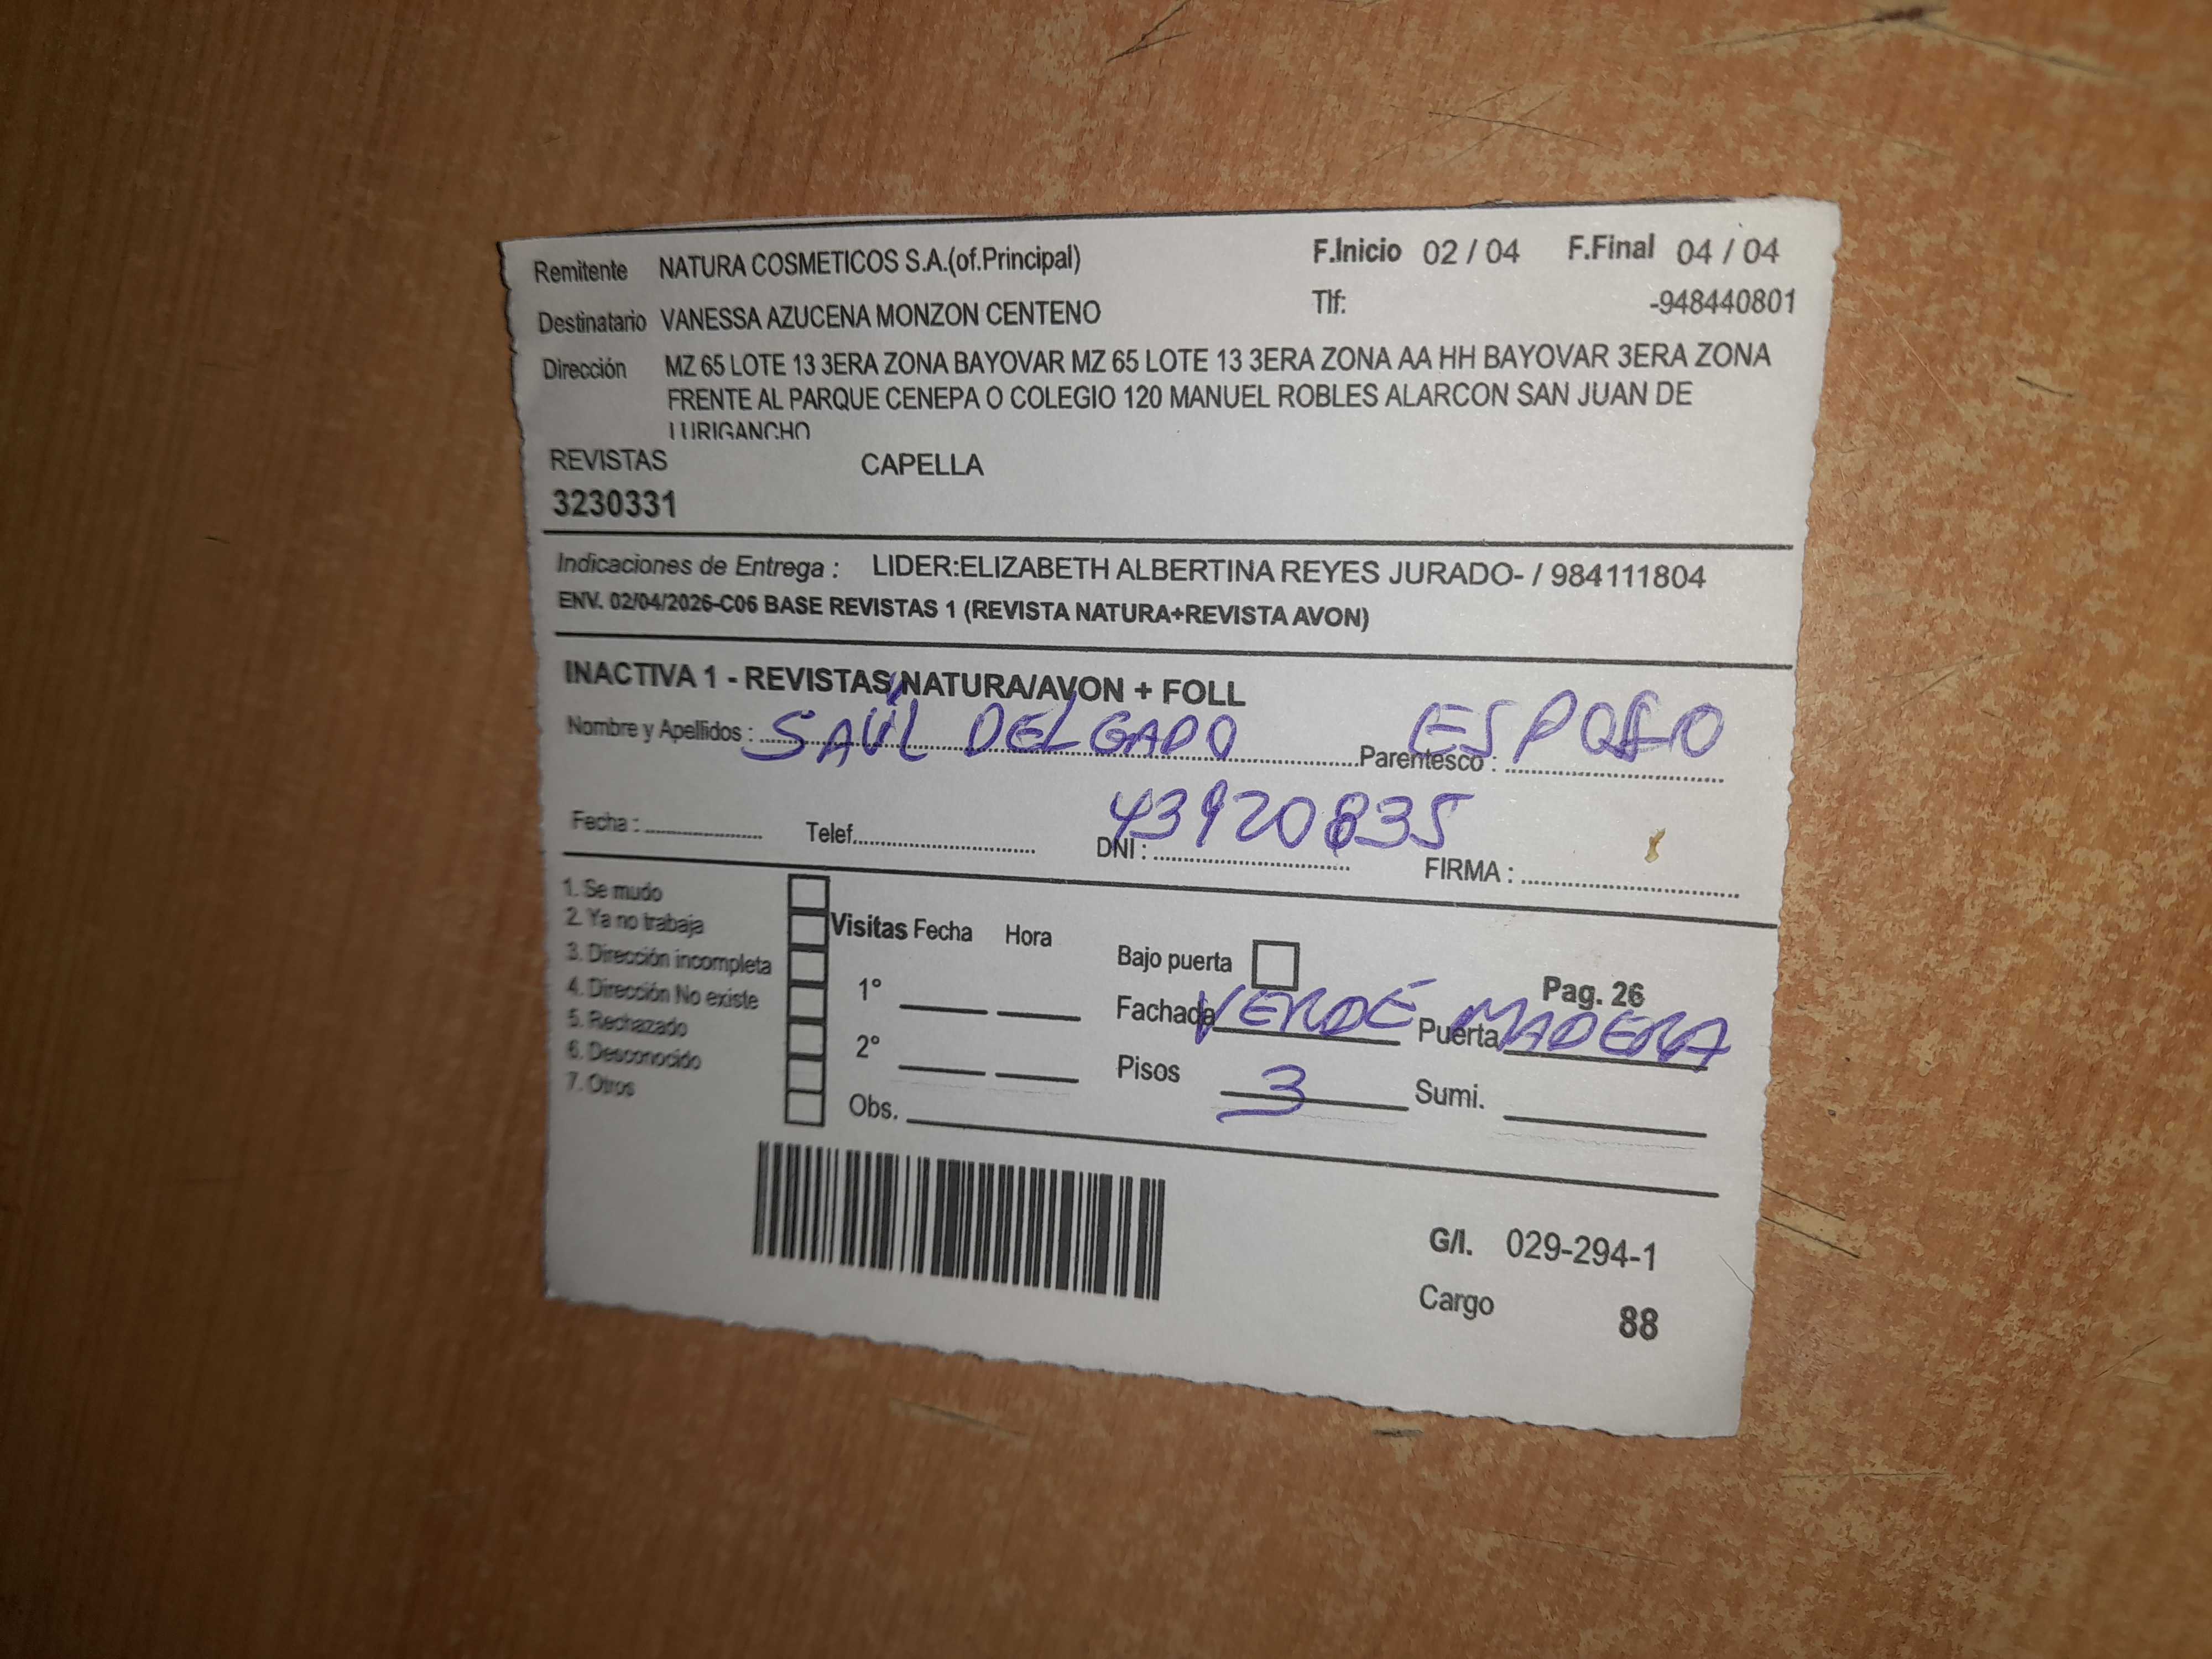 Remitente NATURA COSMETICOS S.A.(of.Principal) F.Inicio 02 / 04 F.Final 04 / 04
Destinatario VANESSA AZUCENA MONZON CENTENO Tlf: -948440801
Dirección MZ 65 LOTE 13 3ERA ZONA BAYOVAR MZ 65 LOTE 13 3ERA ZONA AA HH BAYOVAR 3ERA ZONA
FRENTE AL PARQUE CENEPA O COLEGIO 120 MANUEL ROBLES ALARCON SAN JUAN DE
LURIGANCHO
REVISTAS CAPELLA
3230331
Indicaciones de Entrega : LIDER:ELIZABETH ALBERTINA REYES JURADO- / 984111804
ENV. 02/04/2026-C06 BASE REVISTAS 1 (REVISTA NATURA+REVISTA AVON)
INACTIVA 1 - REVISTAS NATURA/AVON + FOLL
Nombre y Apellidos : SAÚL DELGADO Parentesco : ESPOSO
Fecha : Telef. DNI : 43920835 FIRMA :
1. Se mudo
2. Ya no trabaja
3. Dirección incompleta
4. Dirección No existe
5. Rechazado
6. Desconocido
7. Otros
Visitas Fecha Hora
1°
2°
Obs.
Bajo puerta Pag. 26
Fachada VERDE Puerta MADERA
Pisos 3 Sumi.
G/I. 029-294-1
Cargo 88